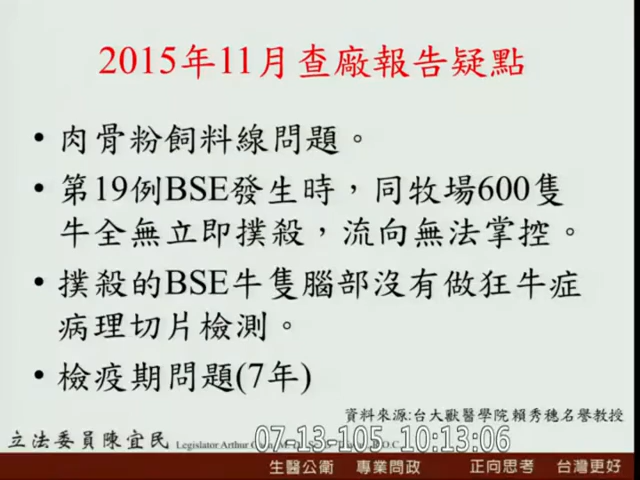 2015年11月查廠報告疑點
• 肉骨粉飼料線問題。
• 第19例BSE發生時，同牧場600隻
牛全無立即撲殺，流向無法掌控。
• 撲殺的BSE牛隻腦部沒有做狂牛症
病理切片檢測。
• 檢疫期問題(7年)
資料來源:台大獸醫學院賴秀穗名譽教授
立法委員陳宜民 Legislator Arthur
07-13-105 10:13:06
生醫公衛 專業問政 正向思考 台灣更好